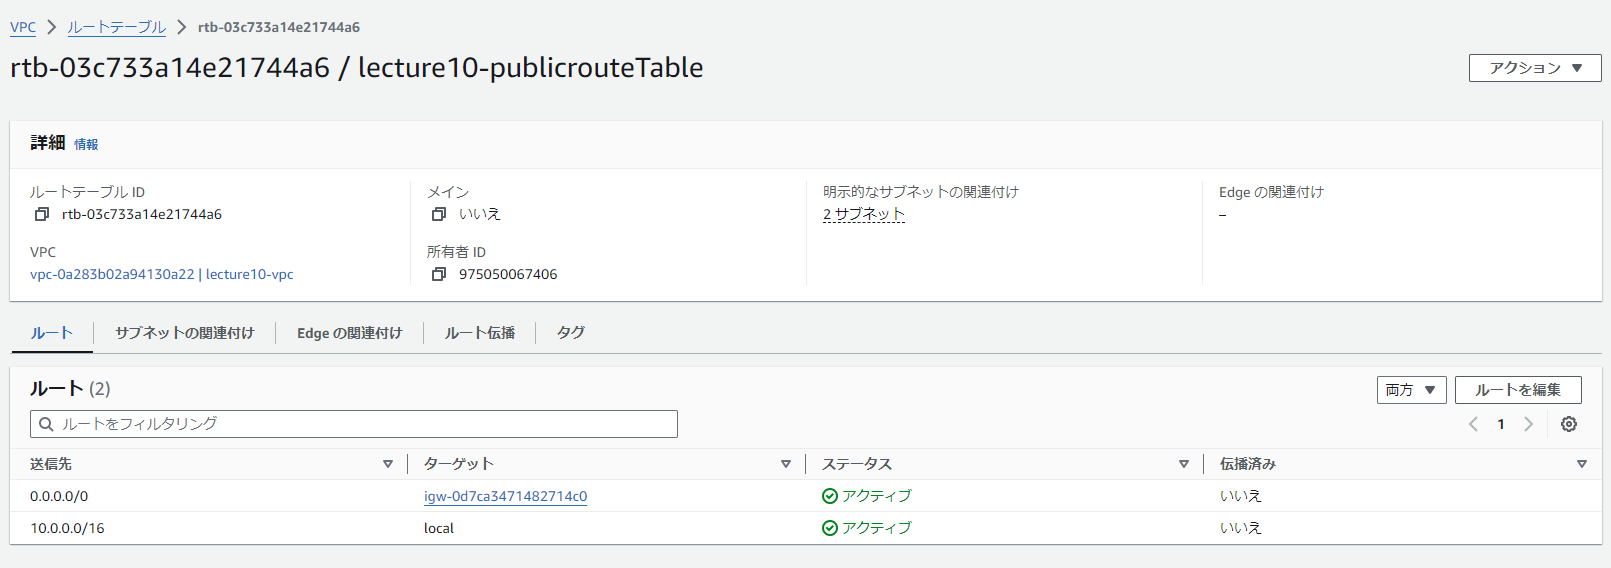 VPC > ルートテーブル > rtb-03c733a14e21744a6
rtb-03c733a14e21744a6 / lecture10-publicrouteTable
アクション
詳細 情報
ルートテーブル ID
rtb-03c733a14e21744a6
メイン
いいえ
明示的なサブネットの関連付け
2 サブネット
Edge の関連付け
–
VPC
vpc-0a283b02a94130a22 | lecture10-vpc
所有者 ID
975050067406
ルート サブネットの関連付け Edge の関連付け ルート伝播 タグ
ルート (2)
両方 ルートを編集
ルートをフィルタリング
1
送信先 ターゲット ステータス 伝播済み
0.0.0.0/0 igw-0d7ca3471482714c0 アクティブ いいえ
10.0.0.0/16 local アクティブ いいえ